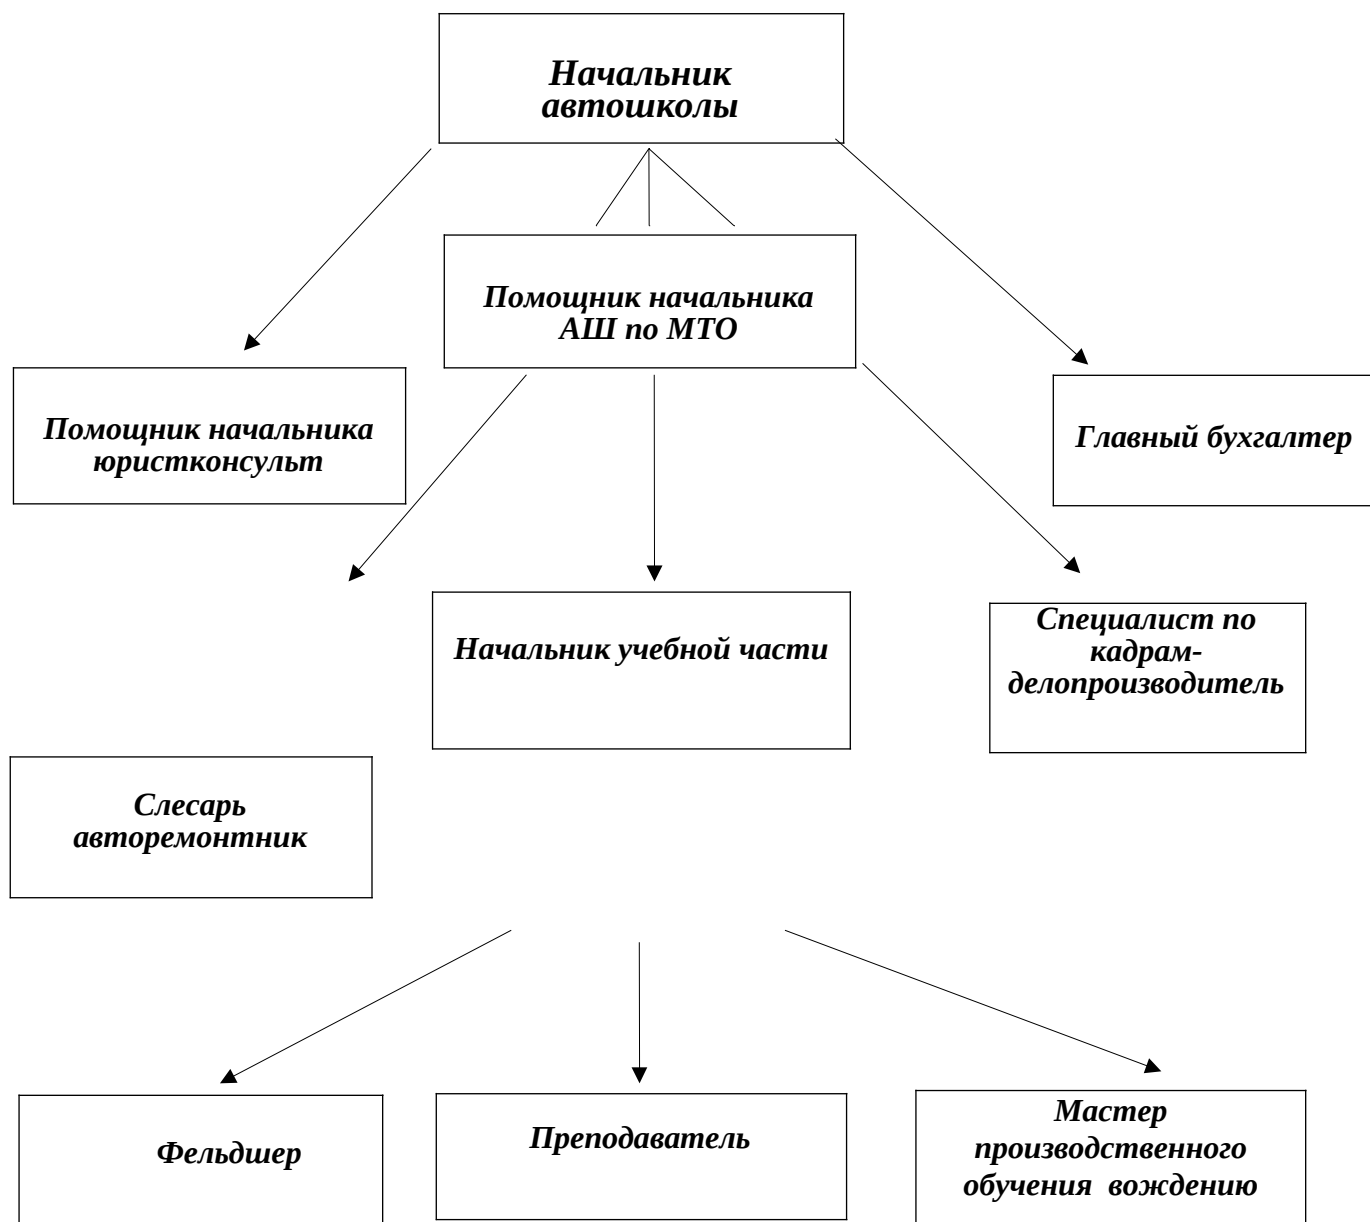 Начальник
автошколы
Помощник начальника
АШ по МТО
Помощник начальника
юристконсульт
Главный бухгалтер
Начальник учебной части
Специалист по
кадрам-
делопроизводитель
Слесарь
авторемонтник
Фельдшер
Преподаватель
Мастер
производственного
обучения вождению